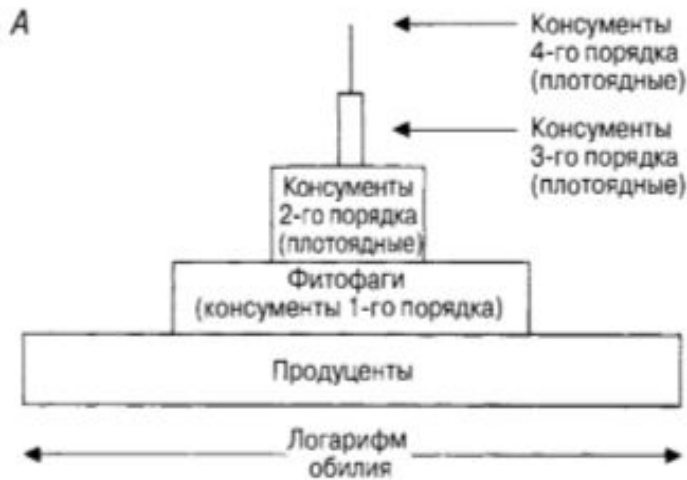 А
Консументы
4-го порядка
(плотоядные)
Консументы
3-го порядка
(плотоядные)
Консументы
2-го порядка
(плотоядные)
Фитофаги
(консументы 1-го порядка)
Продуценты
Логарифм
обилия